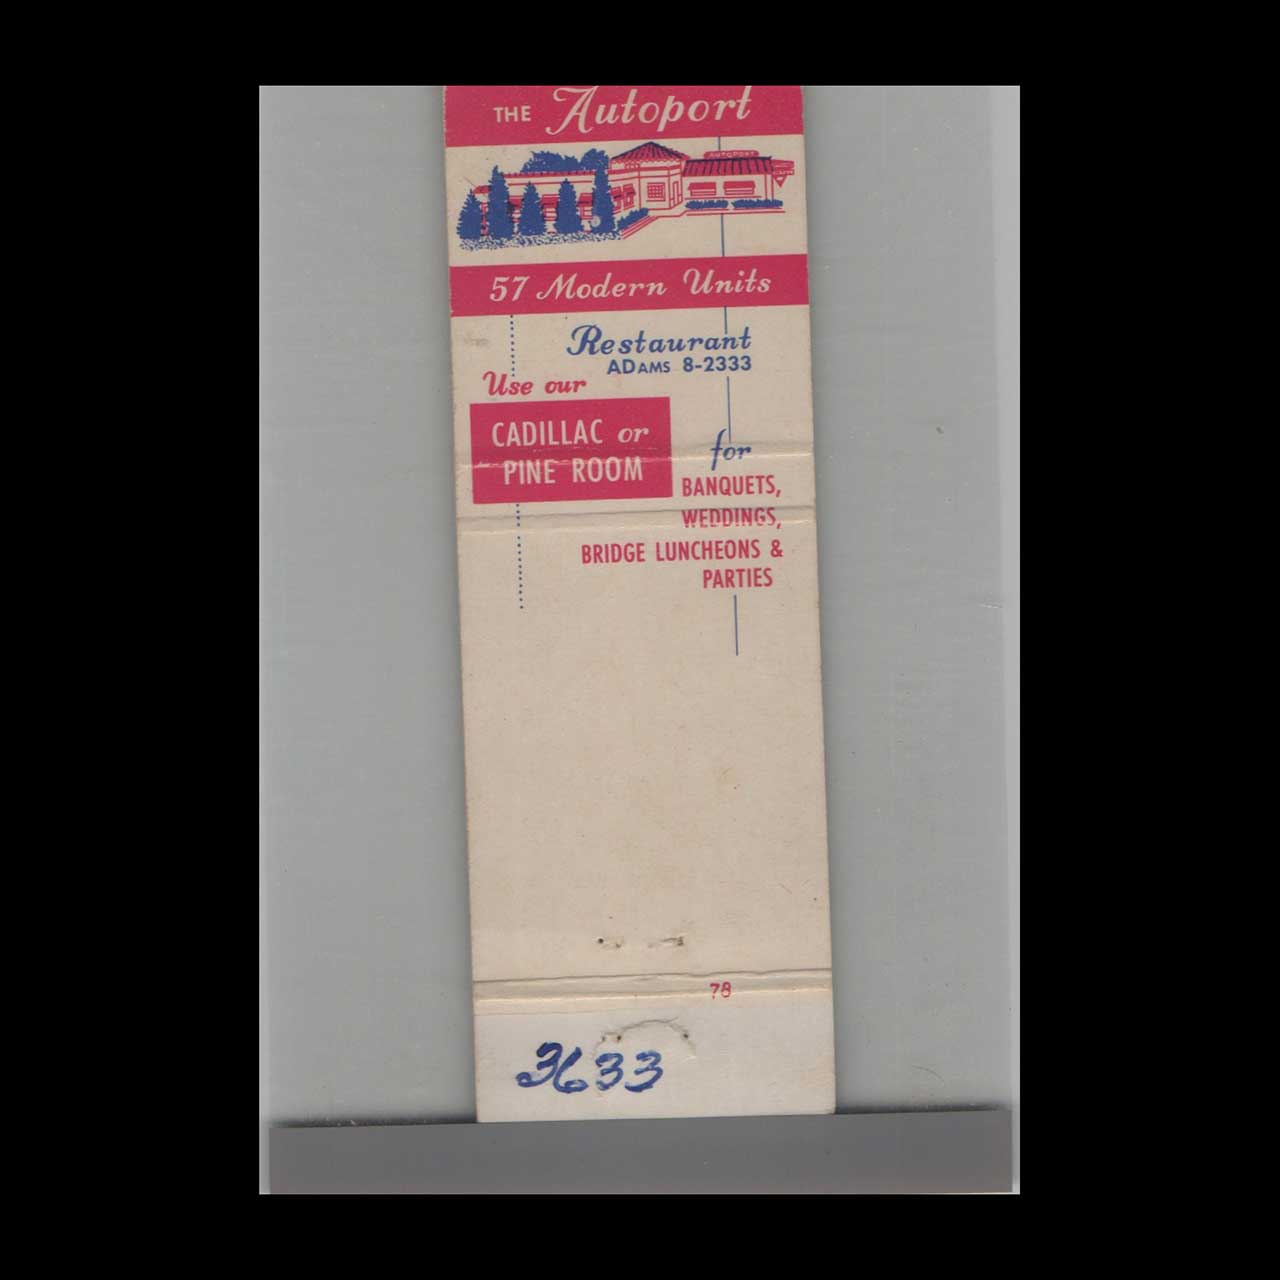 THE Autoport
AUTOPORT
57 Modern Units
Restaurant
ADAMS 8-2333
Use our
CADILLAC or
PINE ROOM
for
BANQUETS,
WEDDINGS,
BRIDGE LUNCHEONS &
PARTIES
78
3633